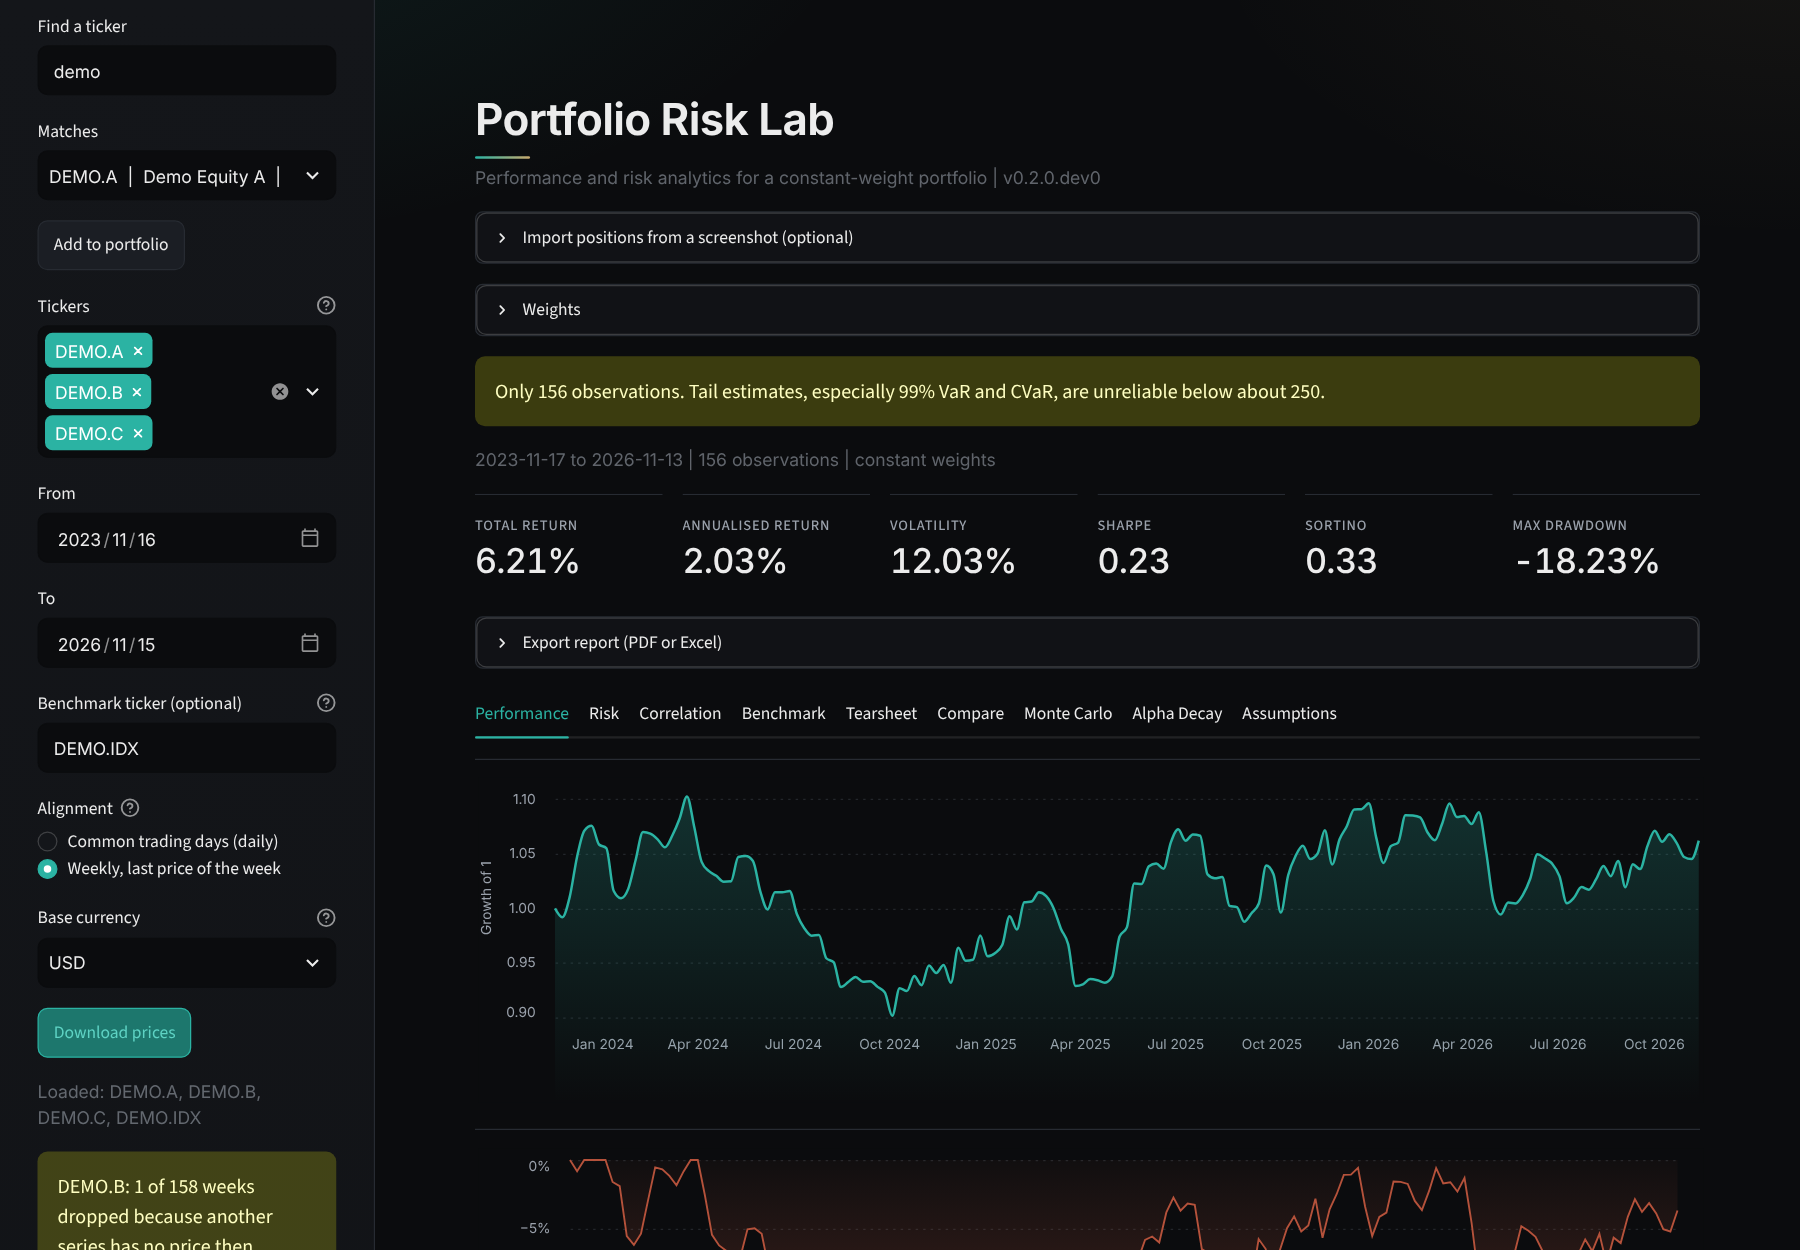 Find a ticker
demo
Matches
DEMO.A | Demo Equity A |
Add to portfolio
Tickers
DEMO.A
DEMO.B
DEMO.C
From
2023/11/16
To
2026/11/15
Benchmark ticker (optional)
DEMO.IDX
Alignment
Common trading days (daily)
Weekly, last price of the week
Base currency
USD
Download prices
Loaded: DEMO.A, DEMO.B,
DEMO.C, DEMO.IDX
DEMO.B: 1 of 158 weeks
dropped because another
series has no price then
Portfolio Risk Lab
Performance and risk analytics for a constant-weight portfolio | v0.2.0.dev0
Import positions from a screenshot (optional)
Weights
Only 156 observations. Tail estimates, especially 99% VaR and CVaR, are unreliable below about 250.
2023-11-17 to 2026-11-13 | 156 observations | constant weights
TOTAL RETURN
6.21%
ANNUALISED RETURN
2.03%
VOLATILITY
12.03%
SHARPE
0.23
SORTINO
0.33
MAX DRAWDOWN
-18.23%
Export report (PDF or Excel)
Performance Risk Correlation Benchmark Tearsheet Compare Monte Carlo Alpha Decay Assumptions
Growth of 1
1.10
1.05
1.00
0.95
0.90
Jan 2024 Apr 2024 Jul 2024 Oct 2024 Jan 2025 Apr 2025 Jul 2025 Oct 2025 Jan 2026 Apr 2026 Jul 2026 Oct 2026
0%
−5%